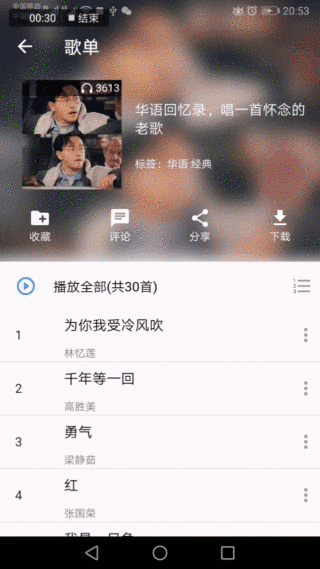 中国移动
00:30 结束
20:53
歌单
3613
华语回忆录，唱一首怀念的
老歌
标签：华语 经典
收藏 评论 分享 下载
播放全部(共30首)
1 为你我受冷风吹
林忆莲
2 千年等一回
高胜美
3 勇气
梁静茹
4 红
张国荣